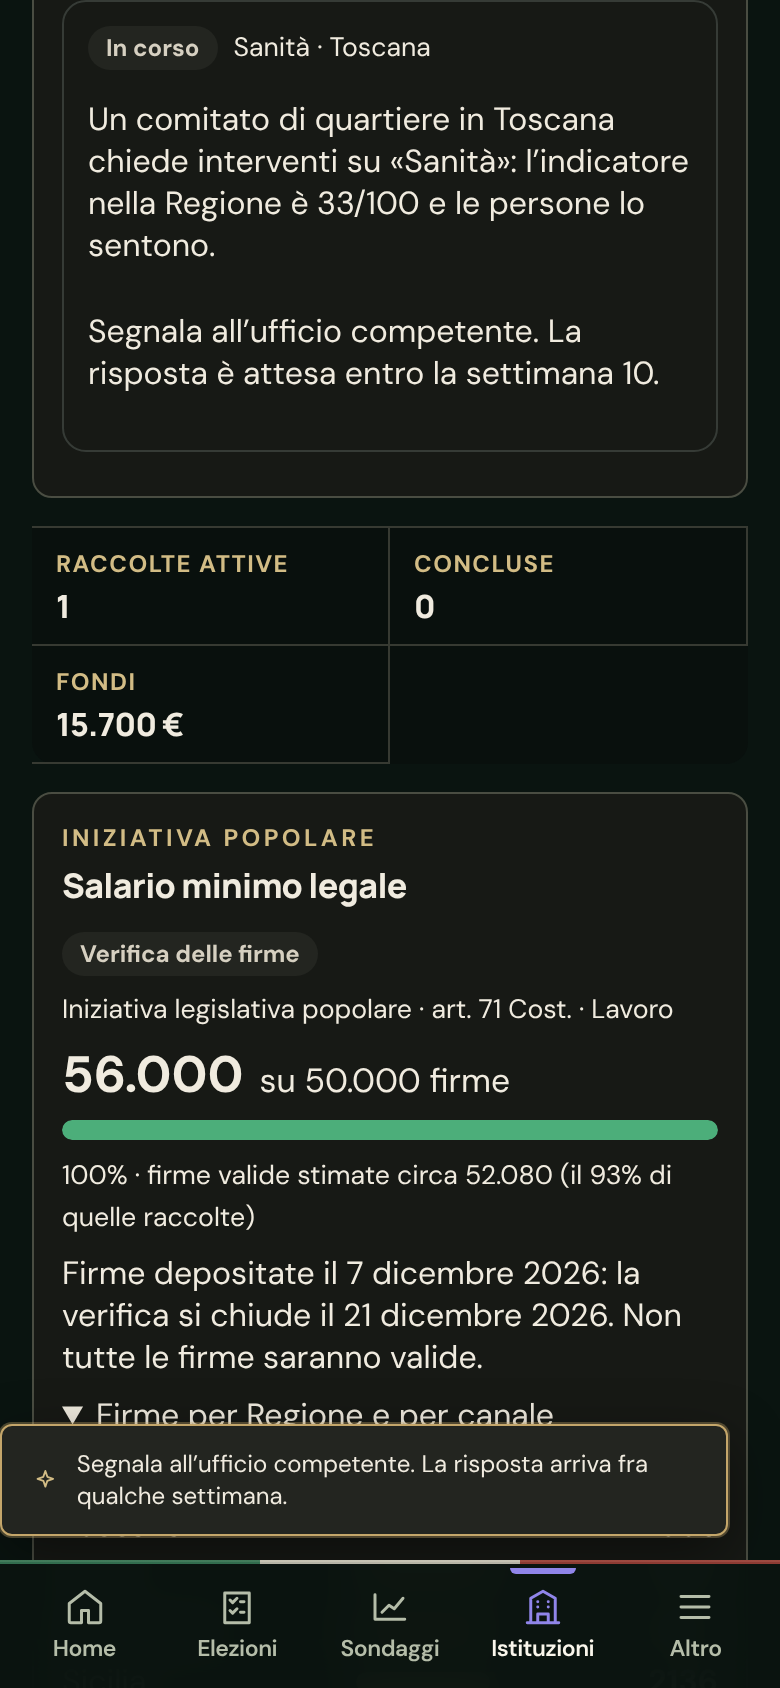 In corso
Sanità · Toscana
Un comitato di quartiere in Toscana
chiede interventi su «Sanità»: l’indicatore
nella Regione è 33/100 e le persone lo
sentono.
Segnala all’ufficio competente. La
risposta è attesa entro la settimana 10.
RACCOLTE ATTIVE
1
CONCLUSE
0
FONDI
15.700 €
INIZIATIVA POPOLARE
Salario minimo legale
Verifica delle firme
Iniziativa legislativa popolare · art. 71 Cost. · Lavoro
56.000 su 50.000 firme
100% · firme valide stimate circa 52.080 (il 93% di
quelle raccolte)
Firme depositate il 7 dicembre 2026: la
verifica si chiude il 21 dicembre 2026. Non
tutte le firme saranno valide.
▼ Firme per Regione e per canale
Segnala all’ufficio competente. La risposta arriva fra
qualche settimana.
Home
Elezioni
Sondaggi
Istituzioni
Altro